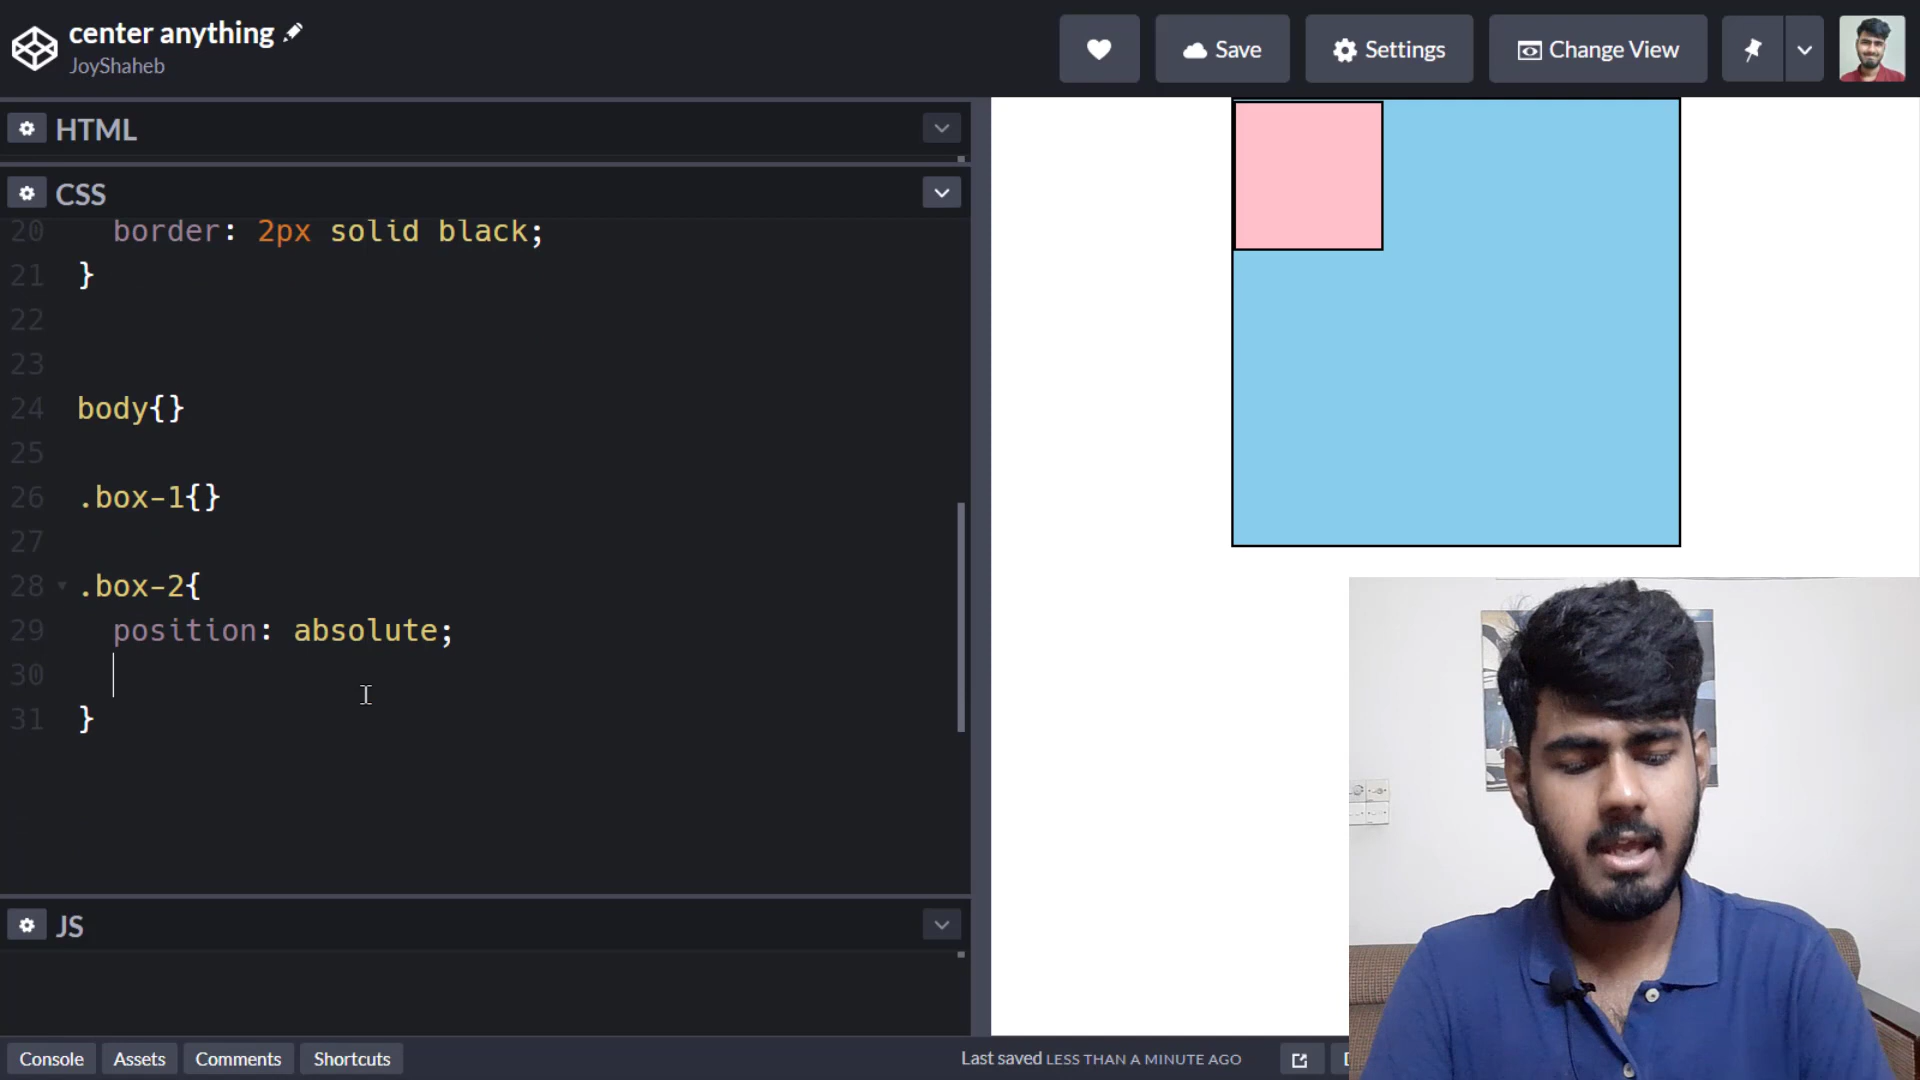 center anything
JoyShaheb
Save
Settings
Change View
HTML
CSS
20 border: 2px solid black;
21 }
22
23
24 body{}
25
26 .box-1{}
27
28 .box-2{
29 position: absolute;
30
31 }
JS
Console
Assets
Comments
Shortcuts
Last saved LESS THAN A MINUTE AGO